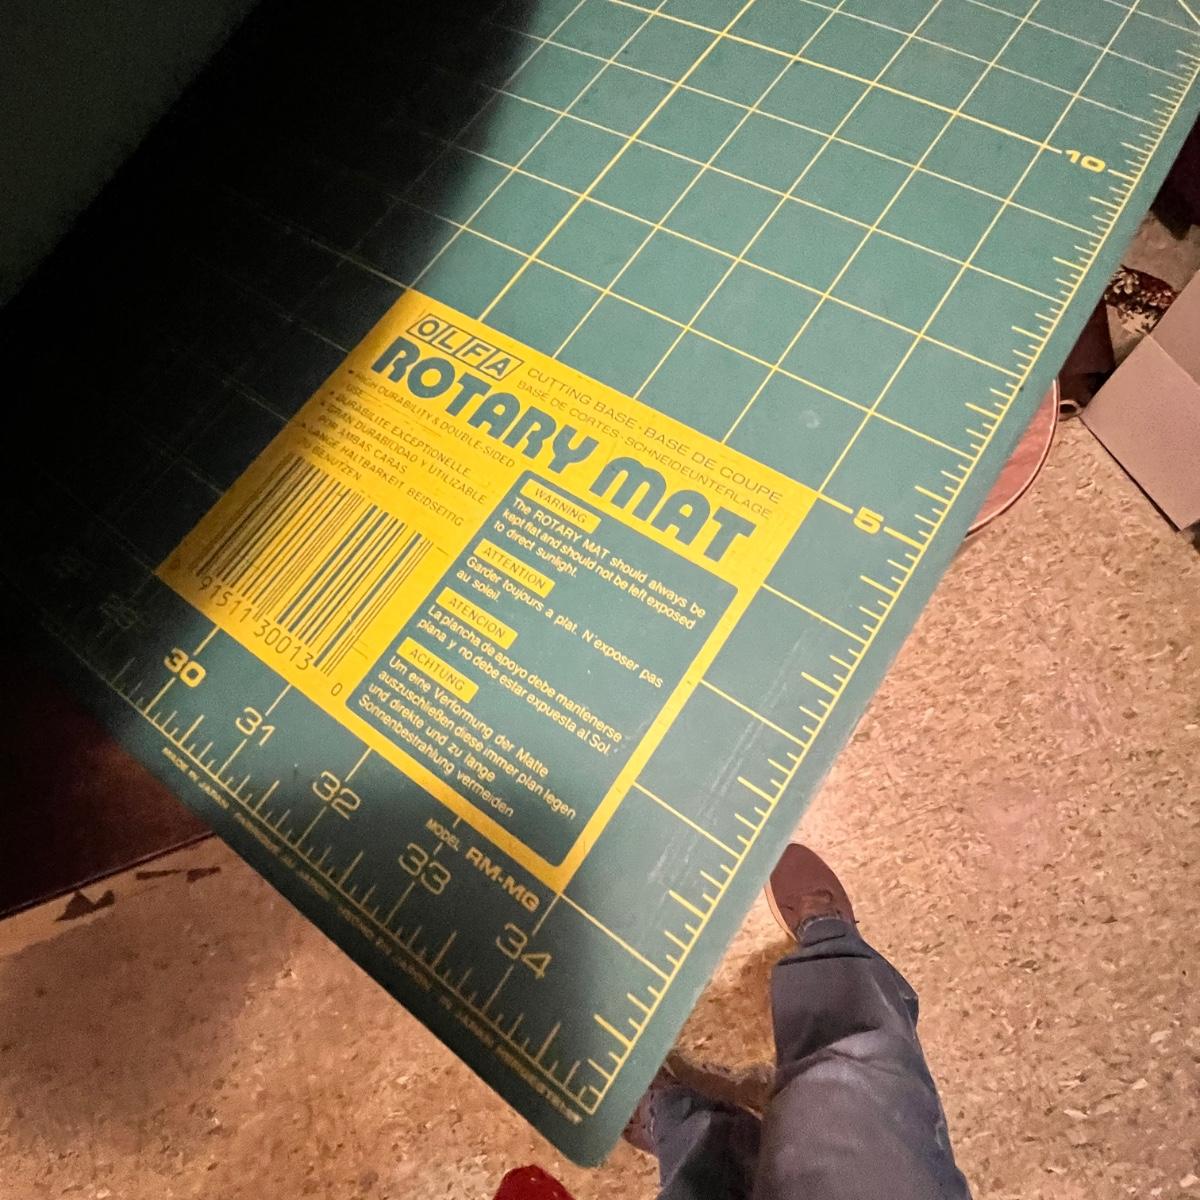 10
5
OLFA
CUTTING BASE · BASE DE COUPE
BASE DE CORTES · SCHNEIDEUNTERLAGE
ROTARY MAT
• HIGH DURABILITY & DOUBLE-SIDED
USE
• DURABILITE EXCEPTIONELLE
• GRAN DURABILIDAD Y UTILIZABLE
POR AMBAS CARAS
• LANGE HALTBARKEIT BEIDSEITIG
BENUTZEN
WARNING
The ROTARY MAT should always be
kept flat and should not be left exposed
to direct sunlight.
ATTENTION
Garder toujours a plat. N'exposer pas
au soleil.
ATENCION
La plancha de apoyo debe mantenerse
plana y no debe estar expuesta al Sol.
ACHTUNG
Um eine Verformung der Matte
auszuschließen diese immer plan legen
und direkte und zu lange
Sonnenbestrahlung vermeiden
91511 30013 0
MODEL RM-MG
29
30
31
32
33
34
MADE IN JAPAN